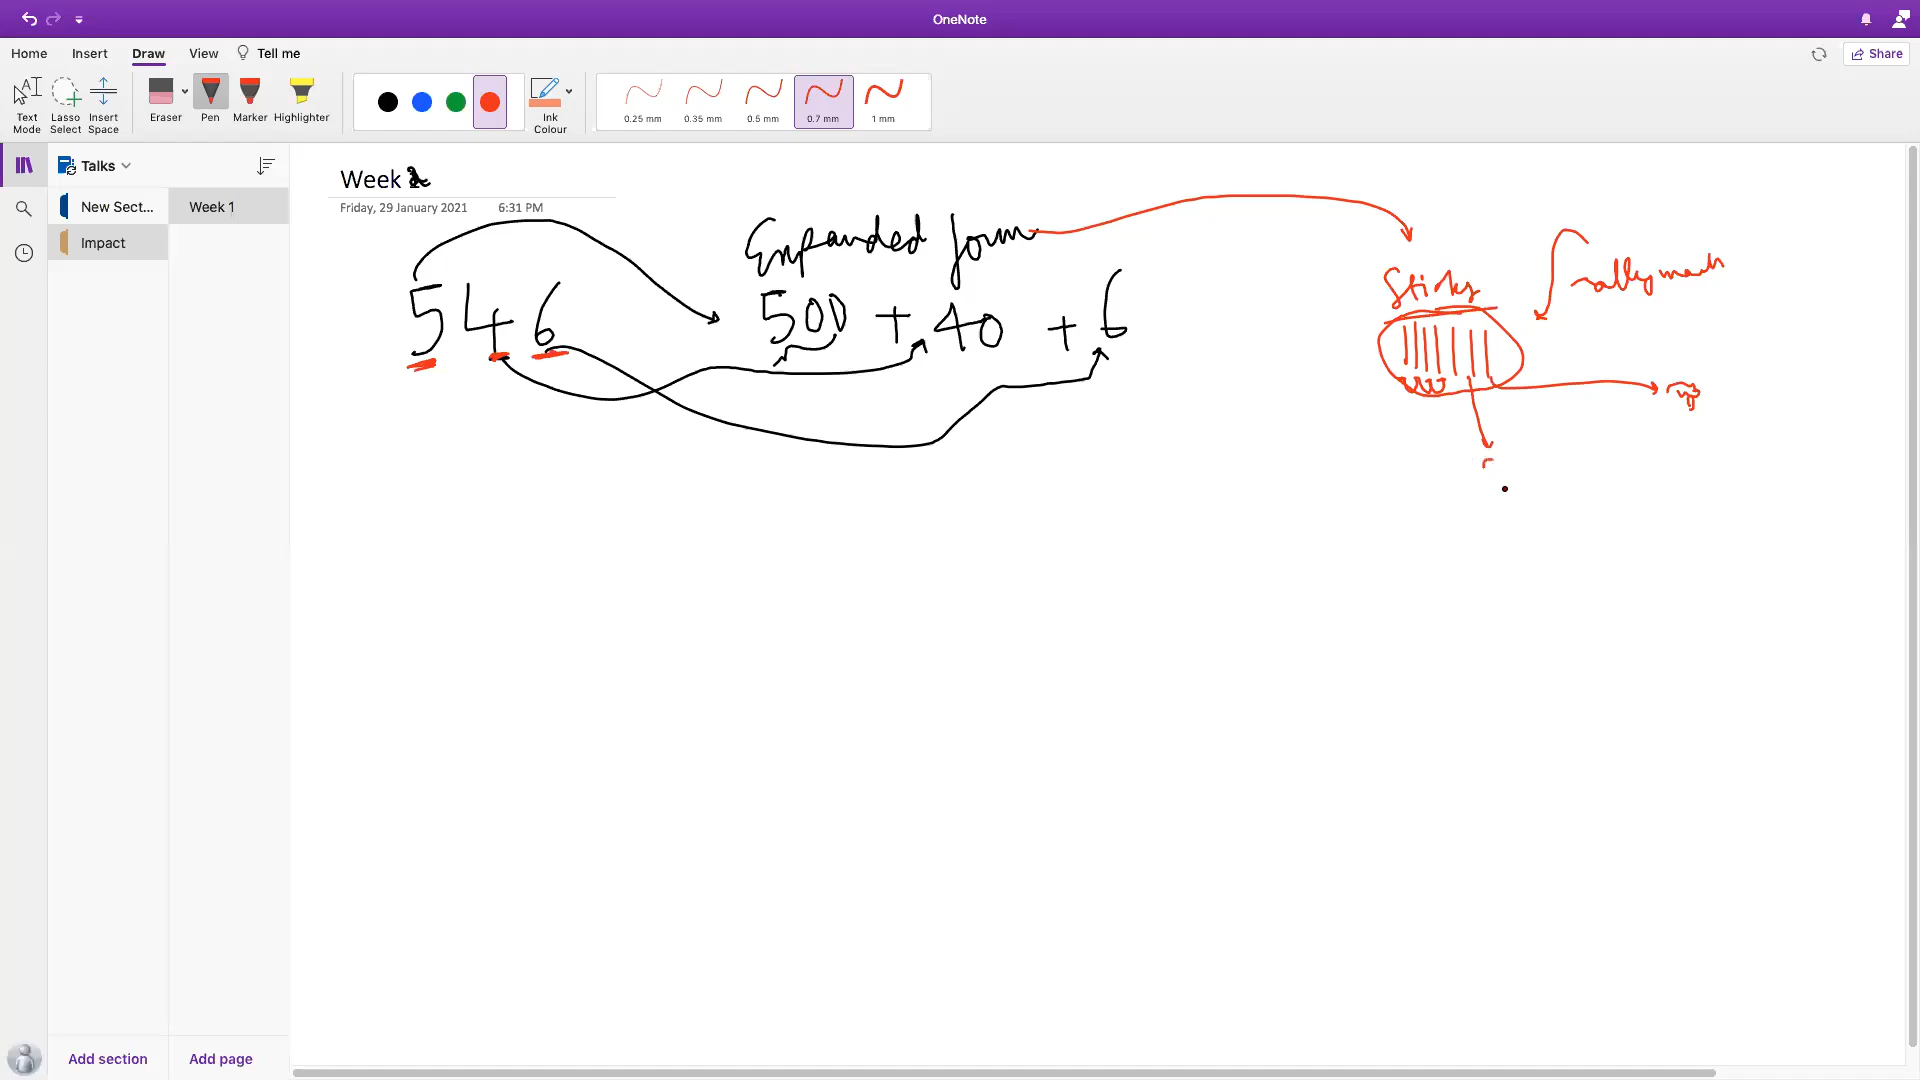 OneNote
Home Insert Draw View Tell me Share
Text Mode
Lasso Select
Insert Space
Eraser
Pen
Marker
Highlighter
Ink Colour
0.25 mm
0.35 mm
0.5 mm
0.7 mm
1 mm
Talks
New Sect...
Impact
Week 1
Week
Friday, 29 January 2021 6:31 PM
Expanded form
546
500 + 40 + 6
Sticks
Add section
Add page